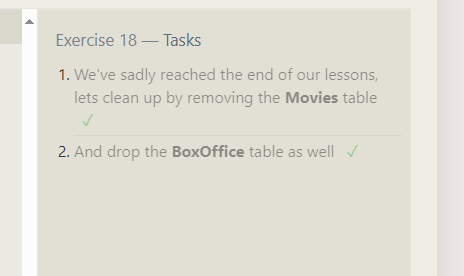 Exercise 18 — Tasks
1. We've sadly reached the end of our lessons,
lets clean up by removing the Movies table
✓
2. And drop the BoxOffice table as well ✓